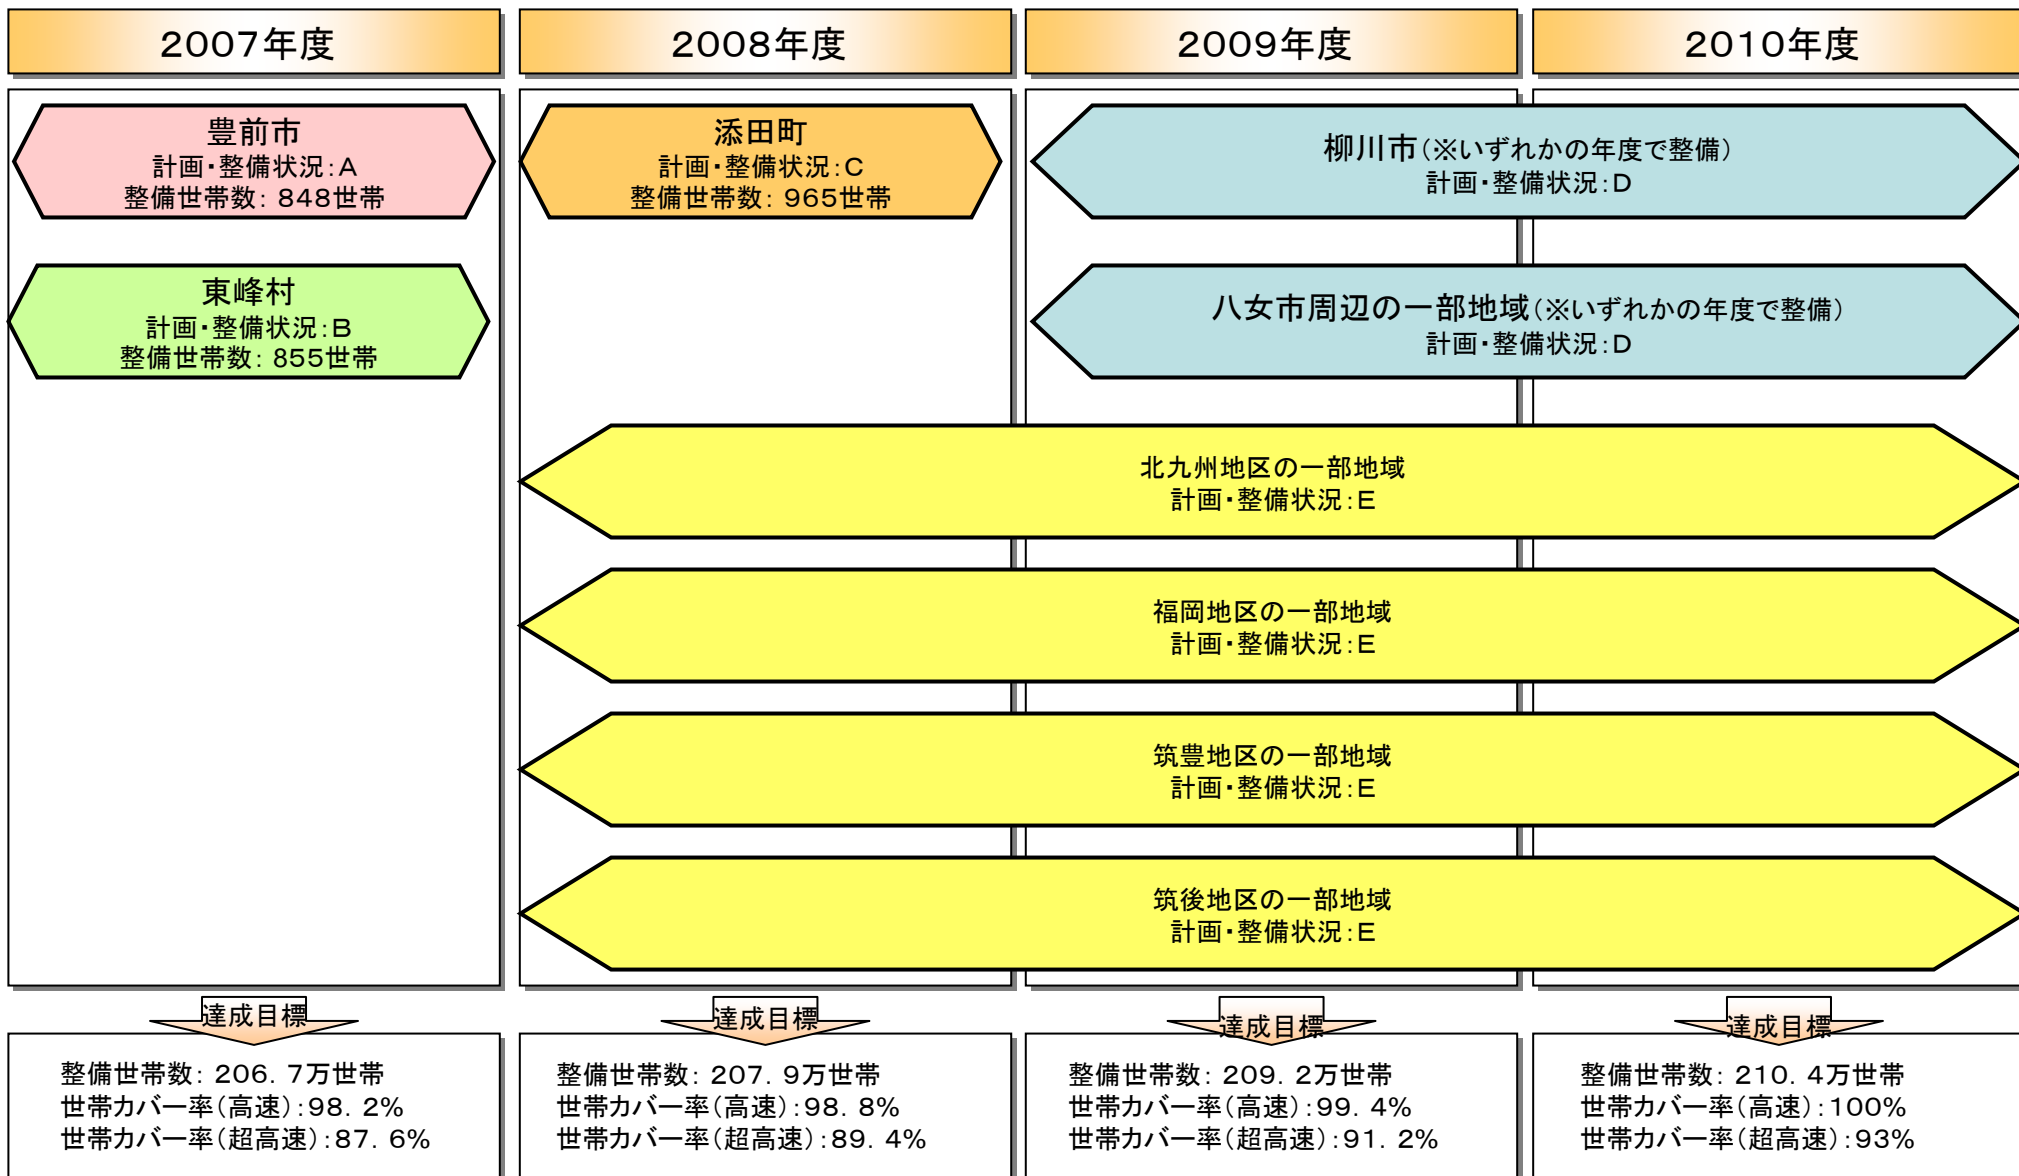 2007年度
2008年度
2009年度
2010年度
豊前市
計画・整備状況：A
整備世帯数：848世帯
東峰村
計画・整備状況：B
整備世帯数：855世帯
添田町
計画・整備状況：C
整備世帯数：965世帯
柳川市（※いずれかの年度で整備）
計画・整備状況：D
八女市周辺の一部地域（※いずれかの年度で整備）
計画・整備状況：D
北九州地区の一部地域
計画・整備状況：E
福岡地区の一部地域
計画・整備状況：E
筑豊地区の一部地域
計画・整備状況：E
筑後地区の一部地域
計画・整備状況：E
達成目標
達成目標
達成目標
達成目標
整備世帯数：206．7万世帯
世帯カバー率（高速）：98．2%
世帯カバー率（超高速）：87．6%
整備世帯数：207．9万世帯
世帯カバー率（高速）：98．8%
世帯カバー率（超高速）：89．4%
整備世帯数：209．2万世帯
世帯カバー率（高速）：99．4%
世帯カバー率（超高速）：91．2%
整備世帯数：210．4万世帯
世帯カバー率（高速）：100%
世帯カバー率（超高速）：93%